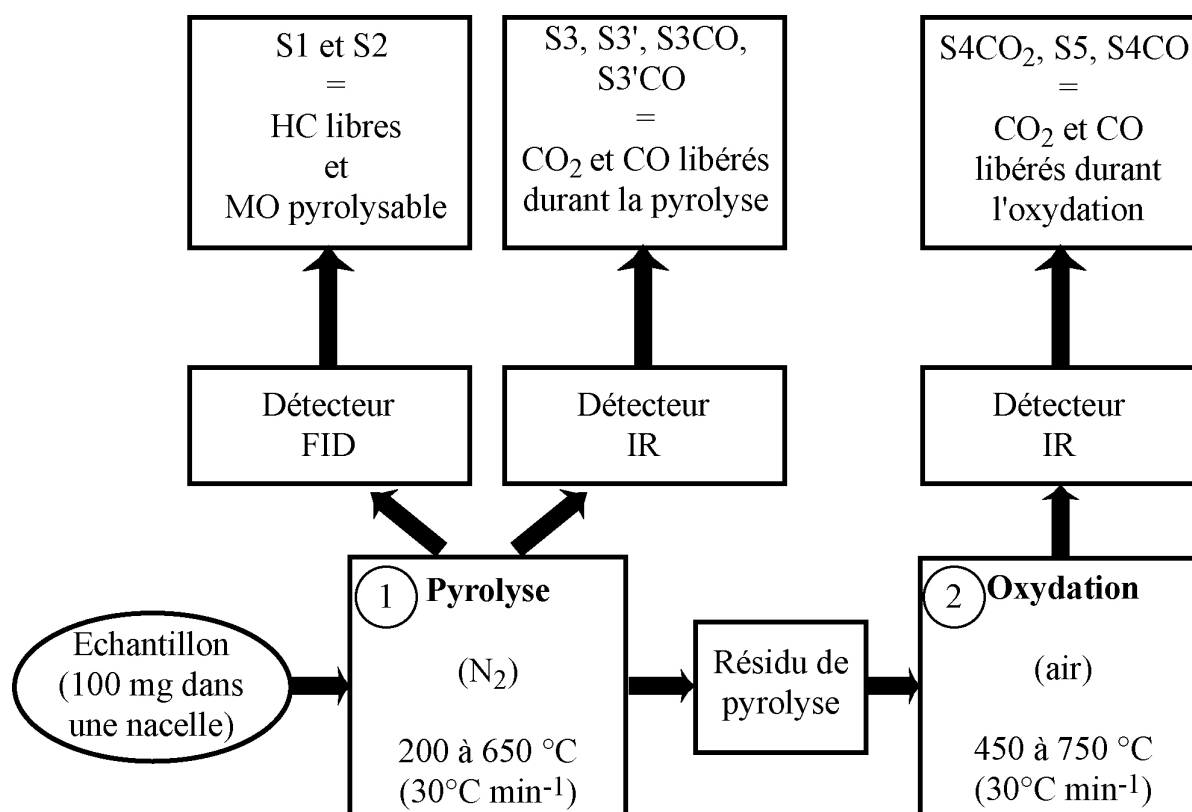 S1 et S2
=
HC libres
et
MO pyrolysable
S3, S3', S3CO,
S3'CO
=
CO₂ et CO libérés
durant la pyrolyse
S4CO₂, S5, S4CO
=
CO₂ et CO
libérés durant
l'oxydation
Détecteur
FID
Détecteur
IR
Détecteur
IR
Echantillon
(100 mg dans
une nacelle)
1 Pyrolyse
(N₂)
200 à 650 °C
(30°C min⁻¹)
Résidu de
pyrolyse
2 Oxydation
(air)
450 à 750 °C
(30°C min⁻¹)